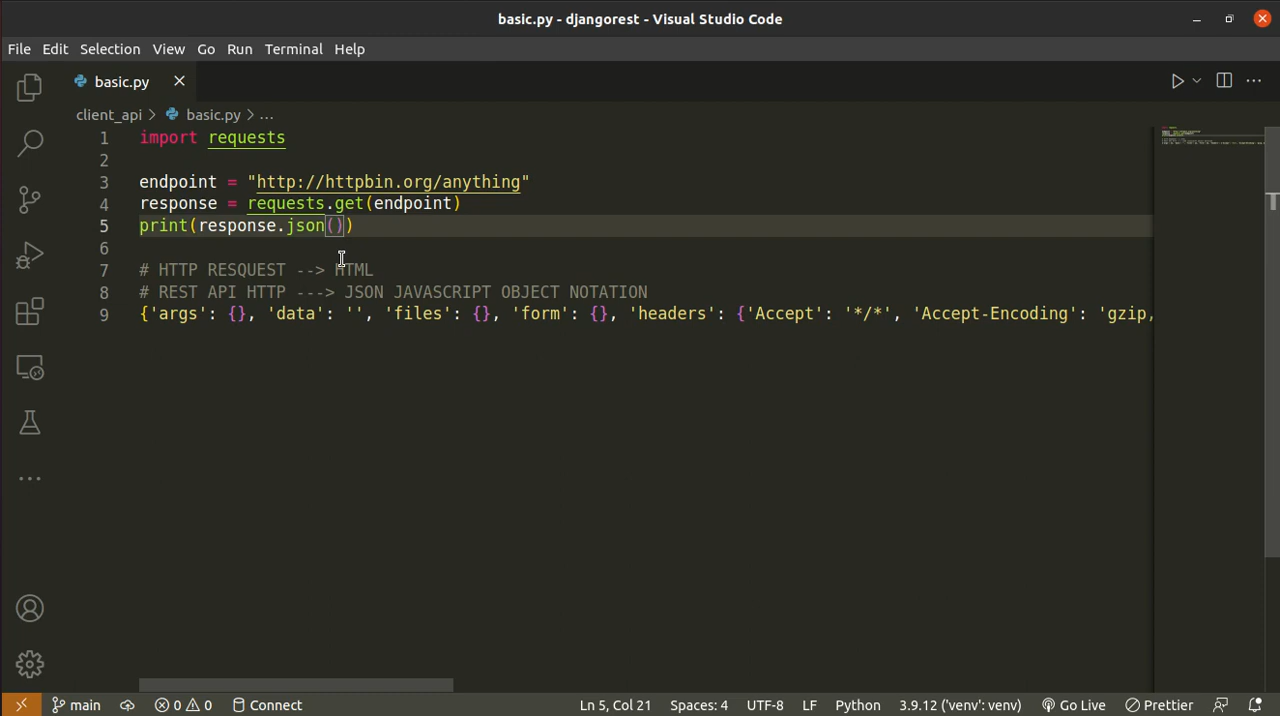 basic.py - djangorest - Visual Studio Code
File Edit Selection View Go Run Terminal Help
basic.py
client_api > basic.py > ...
1 import requests
2
3 endpoint = "http://httpbin.org/anything"
4 response = requests.get(endpoint)
5 print(response.json())
6
7 # HTTP RESQUEST --> HTML
8 # REST API HTTP ---> JSON JAVASCRIPT OBJECT NOTATION
9 {'args': {}, 'data': '', 'files': {}, 'form': {}, 'headers': {'Accept': '*/*', 'Accept-Encoding': 'gzip,
main 0 0 Connect Ln 5, Col 21 Spaces: 4 UTF-8 LF Python 3.9.12 ('venv': venv) Go Live Prettier